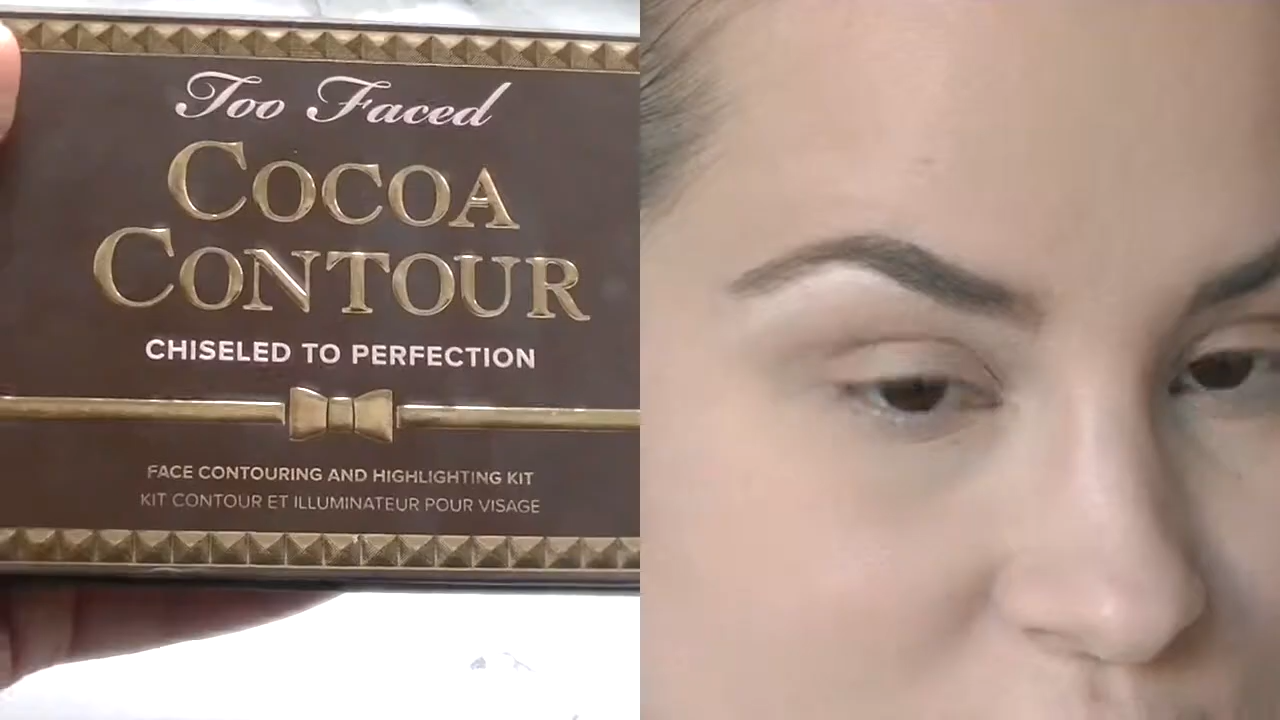 Too Faced
COCOA
CONTOUR
CHISELED TO PERFECTION
FACE CONTOURING AND HIGHLIGHTING KIT
KIT CONTOUR ET ILLUMINATEUR POUR VISAGE